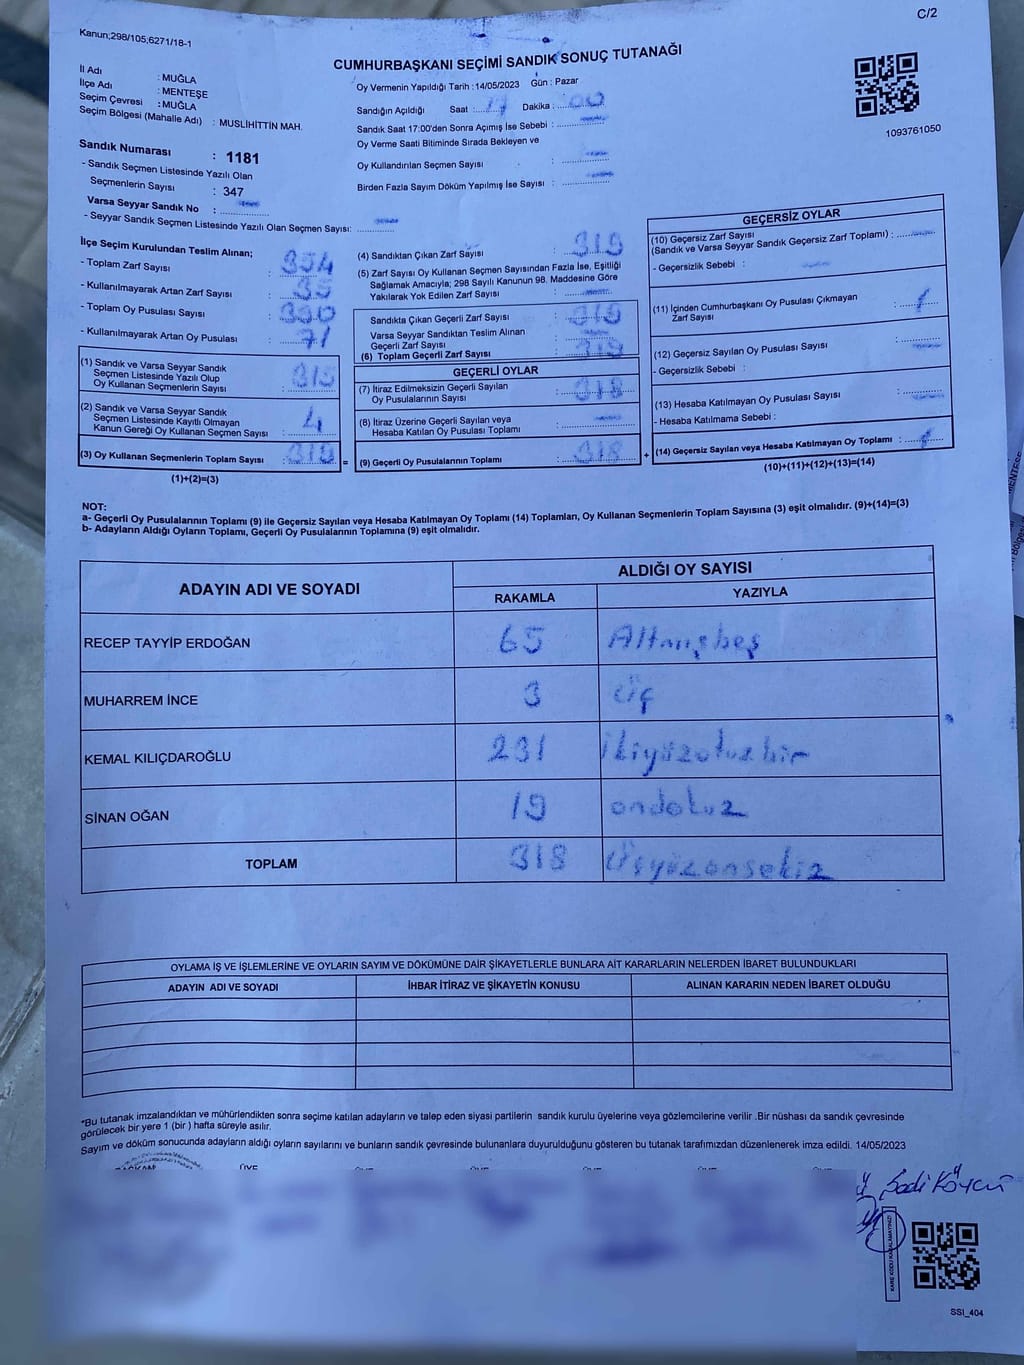 C/2
Kanun;298/105;6271/18-1
CUMHURBAŞKANI SEÇİMİ SANDIK SONUÇ TUTANAĞI
İl Adı : MUĞLA
İlçe Adı : MENTEŞE
Seçim Çevresi : MUĞLA
Seçim Bölgesi (Mahalle Adı) : MUSLİHİTTİN MAH.
Sandık Numarası : 1181
- Sandık Seçmen Listesinde Yazılı Olan
Seçmenlerin Sayısı : 347
Varsa Seyyar Sandık No :
- Seyyar Sandık Seçmen Listesinde Yazılı Olan Seçmen Sayısı:
Oy Vermenin Yapıldığı Tarih : 14/05/2023 Gün : Pazar
Sandığın Açıldığı Saat : 17 Dakika : 00
Sandık Saat 17:00'den Sonra Açımış İse Sebebi :
Oy Verme Saati Bitiminde Sırada Bekleyen ve
Oy Kullandırılan Seçmen Sayısı :
Birden Fazla Sayım Döküm Yapılmış İse Sayısı :
1093761050
İlçe Seçim Kurulundan Teslim Alınan;
- Toplam Zarf Sayısı : 354
- Kullanılmayarak Artan Zarf Sayısı : 35
- Toplam Oy Pusulası Sayısı : 390
- Kullanılmayarak Artan Oy Pusulası : 71
(1) Sandık ve Varsa Seyyar Sandık
Seçmen Listesinde Yazılı Olup
Oy Kullanan Seçmenlerin Sayısı : 315
(2) Sandık ve Varsa Seyyar Sandık
Seçmen Listesinde Kayıtlı Olmayan
Kanun Gereği Oy Kullanan Seçmen Sayısı : 4
(3) Oy Kullanan Seçmenlerin Toplam Sayısı : 319 =
(1)+(2)=(3)
(4) Sandıktan Çıkan Zarf Sayısı : 319
(5) Zarf Sayısı Oy Kullanan Seçmen Sayısından Fazla İse, Eşitliği
Sağlamak Amacıyla; 298 Sayılı Kanunun 98. Maddesine Göre
Yakılarak Yok Edilen Zarf Sayısı :
Sandıkta Çıkan Geçerli Zarf Sayısı : 319
Varsa Seyyar Sandıktan Teslim Alınan
Geçerli Zarf Sayısı :
(6) Toplam Geçerli Zarf Sayısı : 319
GEÇERLİ OYLAR
(7) İtiraz Edilmeksizin Geçerli Sayılan
Oy Pusulalarının Sayısı : 318
(8) İtiraz Üzerine Geçerli Sayılan veya
Hesaba Katılan Oy Pusulası Toplamı :
(9) Geçerli Oy Pusulalarının Toplamı : 318 +
GEÇERSİZ OYLAR
(10) Geçersiz Zarf Sayısı
(Sandık ve Varsa Seyyar Sandık Geçersiz Zarf Toplamı) :
- Geçersizlik Sebebi :
(11) İçinden Cumhurbaşkanı Oy Pusulası Çıkmayan
Zarf Sayısı : 1
(12) Geçersiz Sayılan Oy Pusulası Sayısı :
- Geçersizlik Sebebi :
(13) Hesaba Katılmayan Oy Pusulası Sayısı :
- Hesaba Katılmama Sebebi :
(14) Geçersiz Sayılan veya Hesaba Katılmayan Oy Toplamı : 1
(10)+(11)+(12)+(13)=(14)
NOT:
a- Geçerli Oy Pusulalarının Toplamı (9) ile Geçersiz Sayılan veya Hesaba Katılmayan Oy Toplamı (14) Toplamları, Oy Kullanan Seçmenlerin Toplam Sayısına (3) eşit olmalıdır. (9)+(14)=(3)
b- Adayların Aldığı Oyların Toplamı, Geçerli Oy Pusulalarının Toplamına (9) eşit olmalıdır.
ADAYIN ADI VE SOYADI ALDIĞI OY SAYISI
RAKAMLA YAZIYLA
RECEP TAYYİP ERDOĞAN 65 Altmışbeş
MUHARREM İNCE 3 Üç
KEMAL KILIÇDAROĞLU 231 ikiyüzotuzbir
SİNAN OĞAN 19 ondokuz
TOPLAM 318 Üçyüzonsekiz
OYLAMA İŞ VE İŞLEMLERİNE VE OYLARIN SAYIM VE DÖKÜMÜNE DAİR ŞİKAYETLERLE BUNLARA AİT KARARLARIN NELERDEN İBARET BULUNDUKLARI
ADAYIN ADI VE SOYADI İHBAR İTİRAZ VE ŞİKAYETİN KONUSU ALINAN KARARIN NEDEN İBARET OLDUĞU
*Bu tutanak imzalandıktan ve mühürlendikten sonra seçime katılan adayların ve talep eden siyasi partilerin sandık kurulu üyelerine veya gözlemcilerine verilir .Bir nüshası da sandık çevresinde
görülecek bir yere 1 (bir ) hafta süreyle asılır.
Sayım ve döküm sonucunda adayların aldığı oyların sayılarını ve bunların sandık çevresinde bulunanlara duyurulduğunu gösteren bu tutanak tarafımızdan düzenlenerek imza edildi. 14/05/2023
ÜYE
Sadi Köycü
KARE KODU KARALAMAYINIZ!
SSİ_404